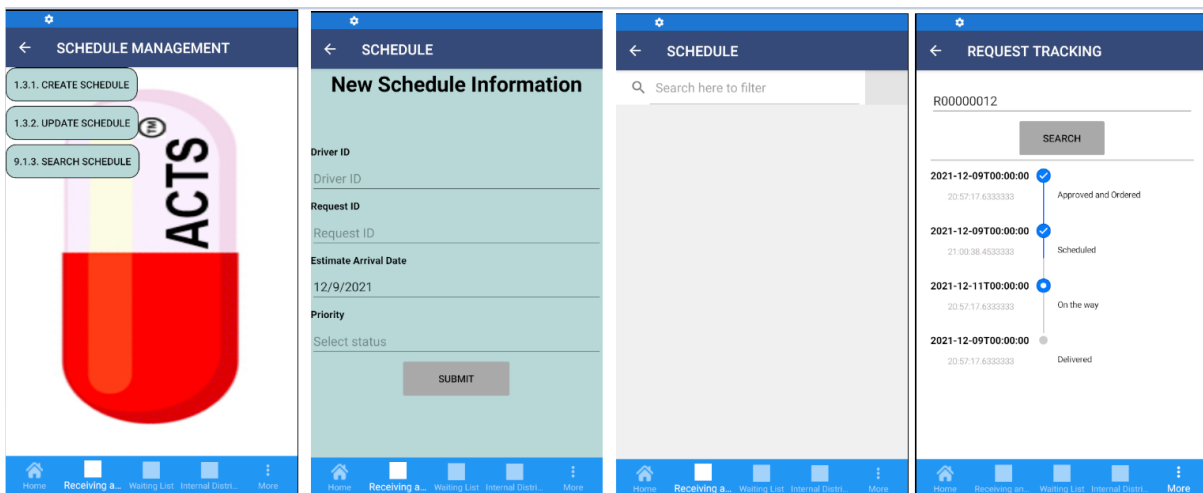 SCHEDULE MANAGEMENT
1.3.1. CREATE SCHEDULE
1.3.2. UPDATE SCHEDULE
9.1.3. SEARCH SCHEDULE
ACTS™
Home Receiving a... Waiting List Internal Distri... More
SCHEDULE
New Schedule Information
Driver ID
Driver ID
Request ID
Request ID
Estimate Arrival Date
12/9/2021
Priority
Select status
SUBMIT
Home Receiving a... Waiting List Internal Distri... More
SCHEDULE
Search here to filter
Home Receiving a... Waiting List Internal Distri... More
REQUEST TRACKING
R00000012
SEARCH
2021-12-09T00:00:00
20:57:17.6333333 Approved and Ordered
2021-12-09T00:00:00
21:00:38.4533333 Scheduled
2021-12-11T00:00:00
20:57:17.6333333 On the way
2021-12-09T00:00:00
20:57:17.6333333 Delivered
Home Receiving an... Waiting List Internal Distri... More